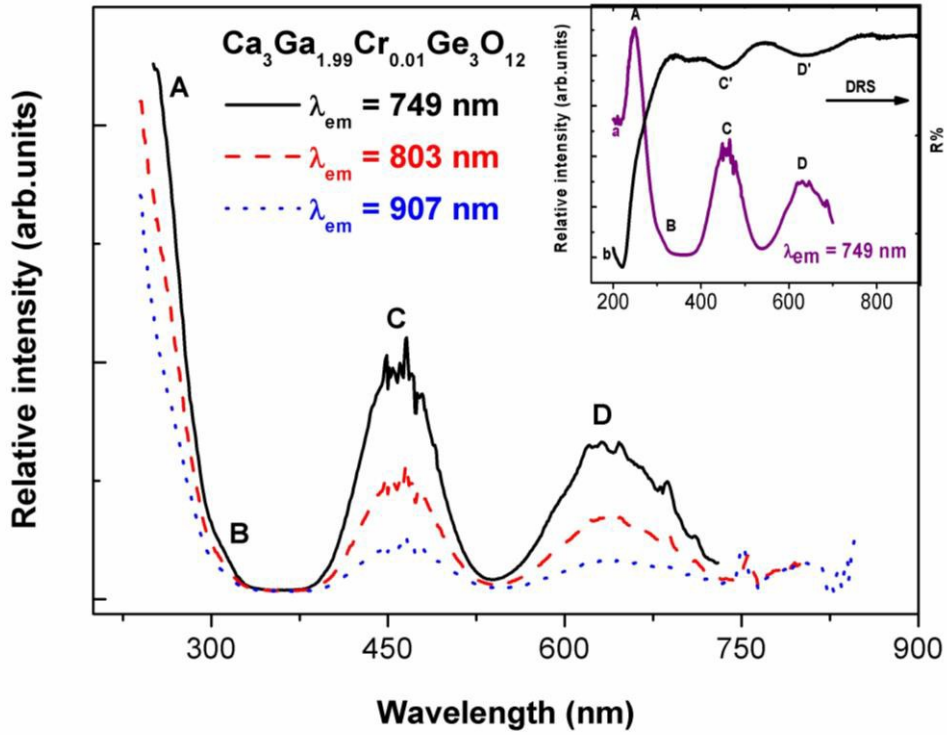 Ca₃Ga₁.₉₉Cr₀.₀₁Ge₃O₁₂
λem = 749 nm
λem = 803 nm
λem = 907 nm
A
B
C
D
Relative intensity (arb.units)
300 450 600 750 900
Wavelength (nm)
A
C'
D'
DRS
C
D
B
a
b
λem = 749 nm
Relative intensity (arb.units)
R%
200 400 600 800